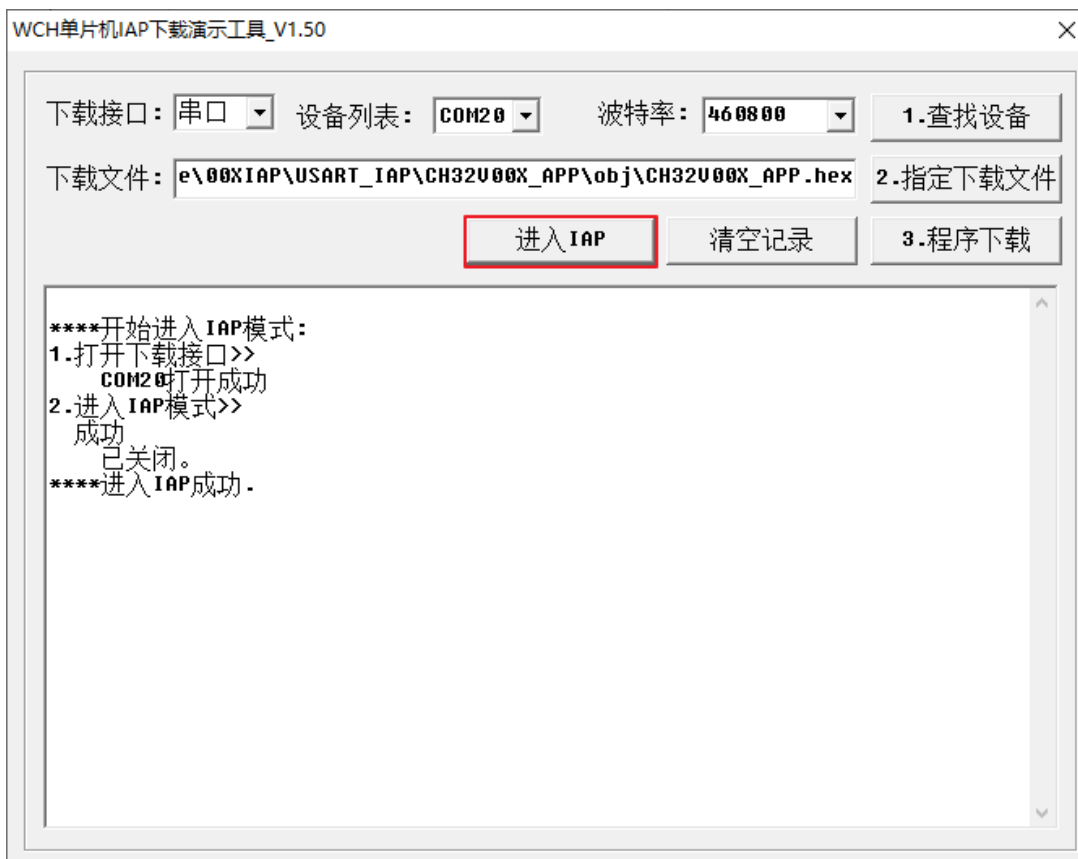 WCH单片机IAP下载演示工具_V1.50
下载接口: 串口 设备列表: COM20 波特率: 460800 1.查找设备
下载文件: e\00XIAP\USART_IAP\CH32V00X_APP\obj\CH32V00X_APP.hex 2.指定下载文件
进入IAP 清空记录 3.程序下载
****开始进入IAP模式:
1.打开下载接口>>
COM20打开成功
2.进入IAP模式>>
成功
已关闭。
****进入IAP成功.